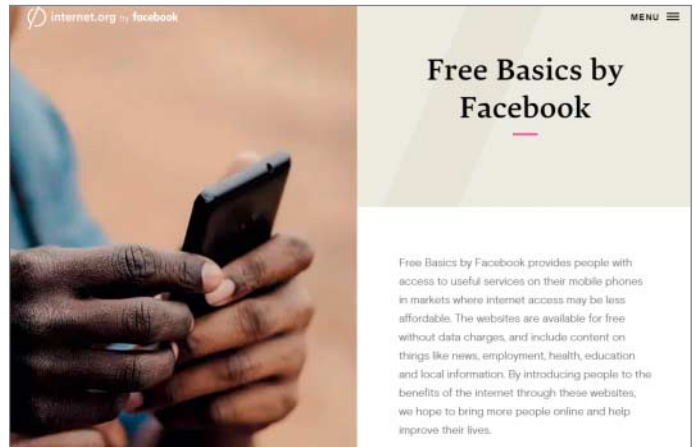 internet.org by facebook
MENU
Free Basics by
Facebook
Free Basics by Facebook provides people with
access to useful services on their mobile phones
in markets where internet access may be less
affordable. The websites are available for free
without data charges, and include content on
things like news, employment, health, education
and local information. By introducing people to the
benefits of the internet through these websites,
we hope to bring more people online and help
improve their lives.